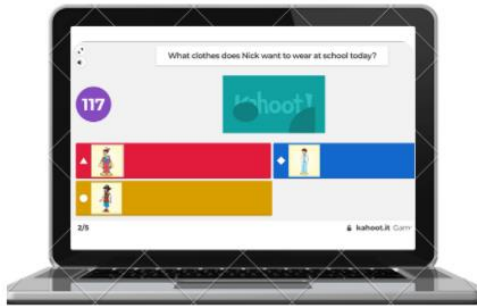 What clothes does Nick want to wear at school today?
117
Kahoot!
2/5
kahoot.it